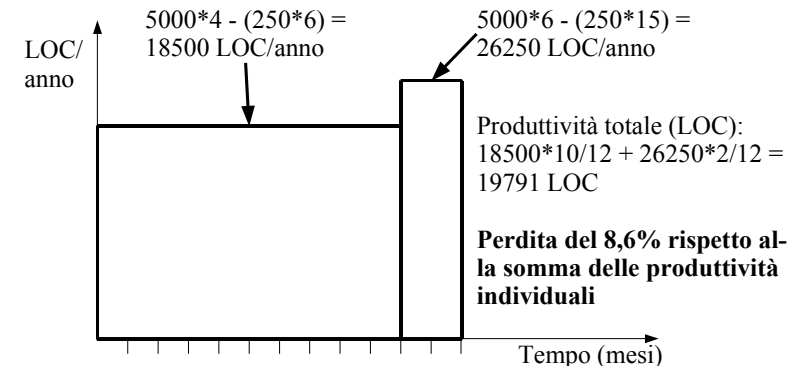 5000*4 - (250*6) =
18500 LOC/anno
5000*6 - (250*15) =
26250 LOC/anno
LOC/
anno
Produttività totale (LOC):
18500*10/12 + 26250*2/12 =
19791 LOC
Perdita del 8,6% rispetto al-
la somma delle produttività
individuali
Tempo (mesi)